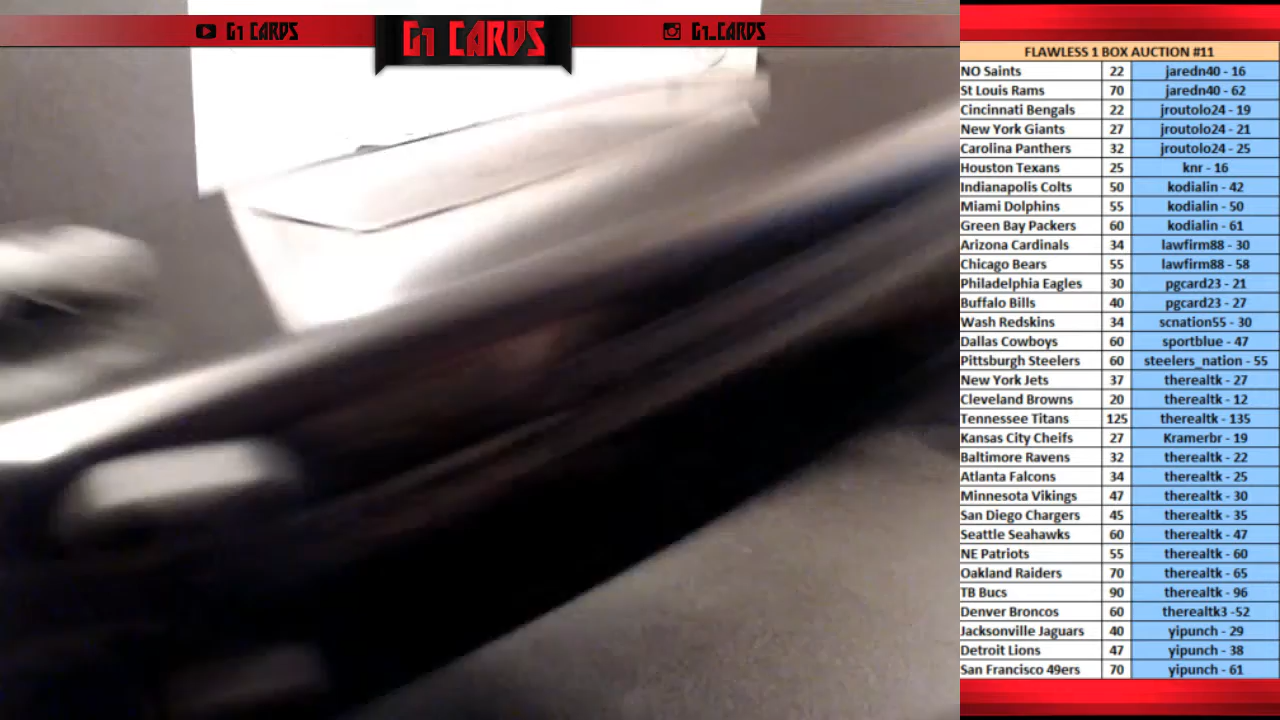 G1 CARDS
G1 CARDS
G1_CARDS
FLAWLESS 1 BOX AUCTION #11
NO Saints 22 jaredn40 - 16
St Louis Rams 70 jaredn40 - 62
Cincinnati Bengals 22 jroutolo24 - 19
New York Giants 27 jroutolo24 - 21
Carolina Panthers 32 jroutolo24 - 25
Houston Texans 25 knr - 16
Indianapolis Colts 50 kodialin - 42
Miami Dolphins 55 kodialin - 50
Green Bay Packers 60 kodialin - 61
Arizona Cardinals 34 lawfirm88 - 30
Chicago Bears 55 lawfirm88 - 58
Philadelphia Eagles 30 pgcard23 - 21
Buffalo Bills 40 pgcard23 - 27
Wash Redskins 34 scnation55 - 30
Dallas Cowboys 60 sportblue - 47
Pittsburgh Steelers 60 steelers_nation - 55
New York Jets 37 therealtk - 27
Cleveland Browns 20 therealtk - 12
Tennessee Titans 125 therealtk - 135
Kansas City Cheifs 27 Kramerbr - 19
Baltimore Ravens 32 therealtk - 22
Atlanta Falcons 34 therealtk - 25
Minnesota Vikings 47 therealtk - 30
San Diego Chargers 45 therealtk - 35
Seattle Seahawks 60 therealtk - 47
NE Patriots 55 therealtk - 60
Oakland Raiders 70 therealtk - 65
TB Bucs 90 therealtk - 96
Denver Broncos 60 therealtk3 -52
Jacksonville Jaguars 40 yipunch - 29
Detroit Lions 47 yipunch - 38
San Francisco 49ers 70 yipunch - 61